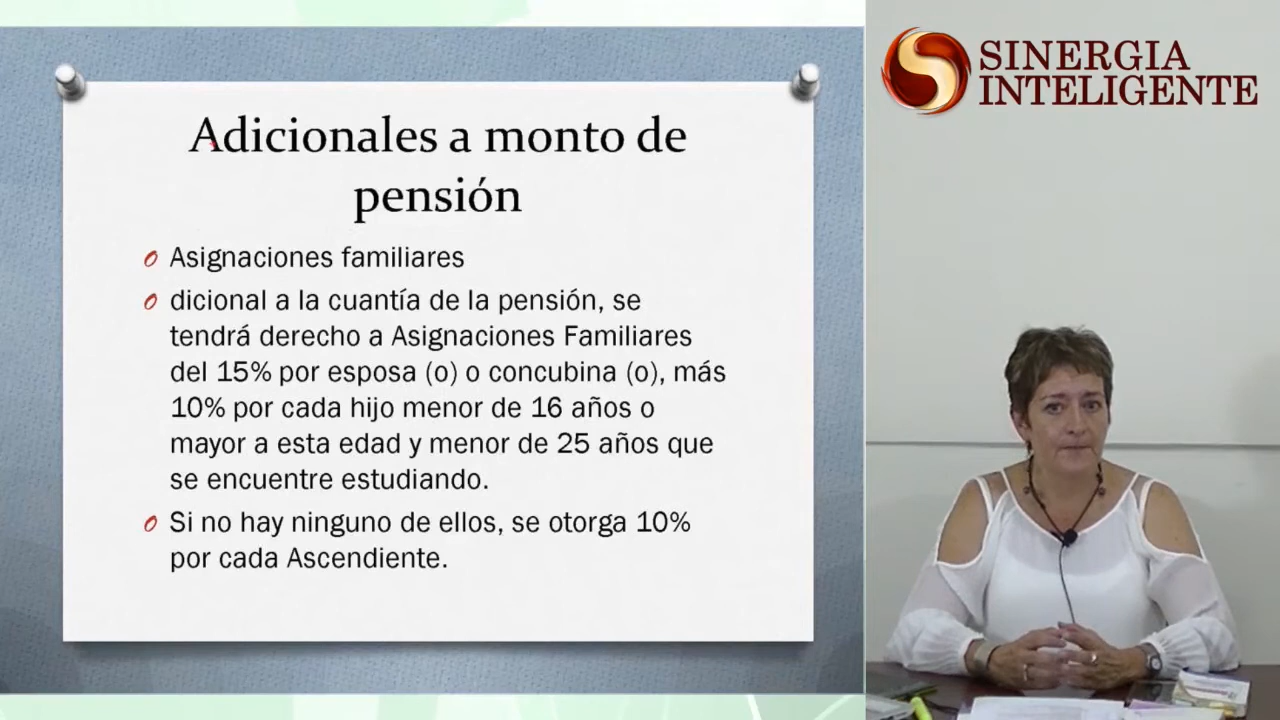 Adicionales a monto de
pensión
Asignaciones familiares
dicional a la cuantía de la pensión, se
tendrá derecho a Asignaciones Familiares
del 15% por esposa (o) o concubina (o), más
10% por cada hijo menor de 16 años o
mayor a esta edad y menor de 25 años que
se encuentre estudiando.
Si no hay ninguno de ellos, se otorga 10%
por cada Ascendiente.
SINERGIA
INTELIGENTE